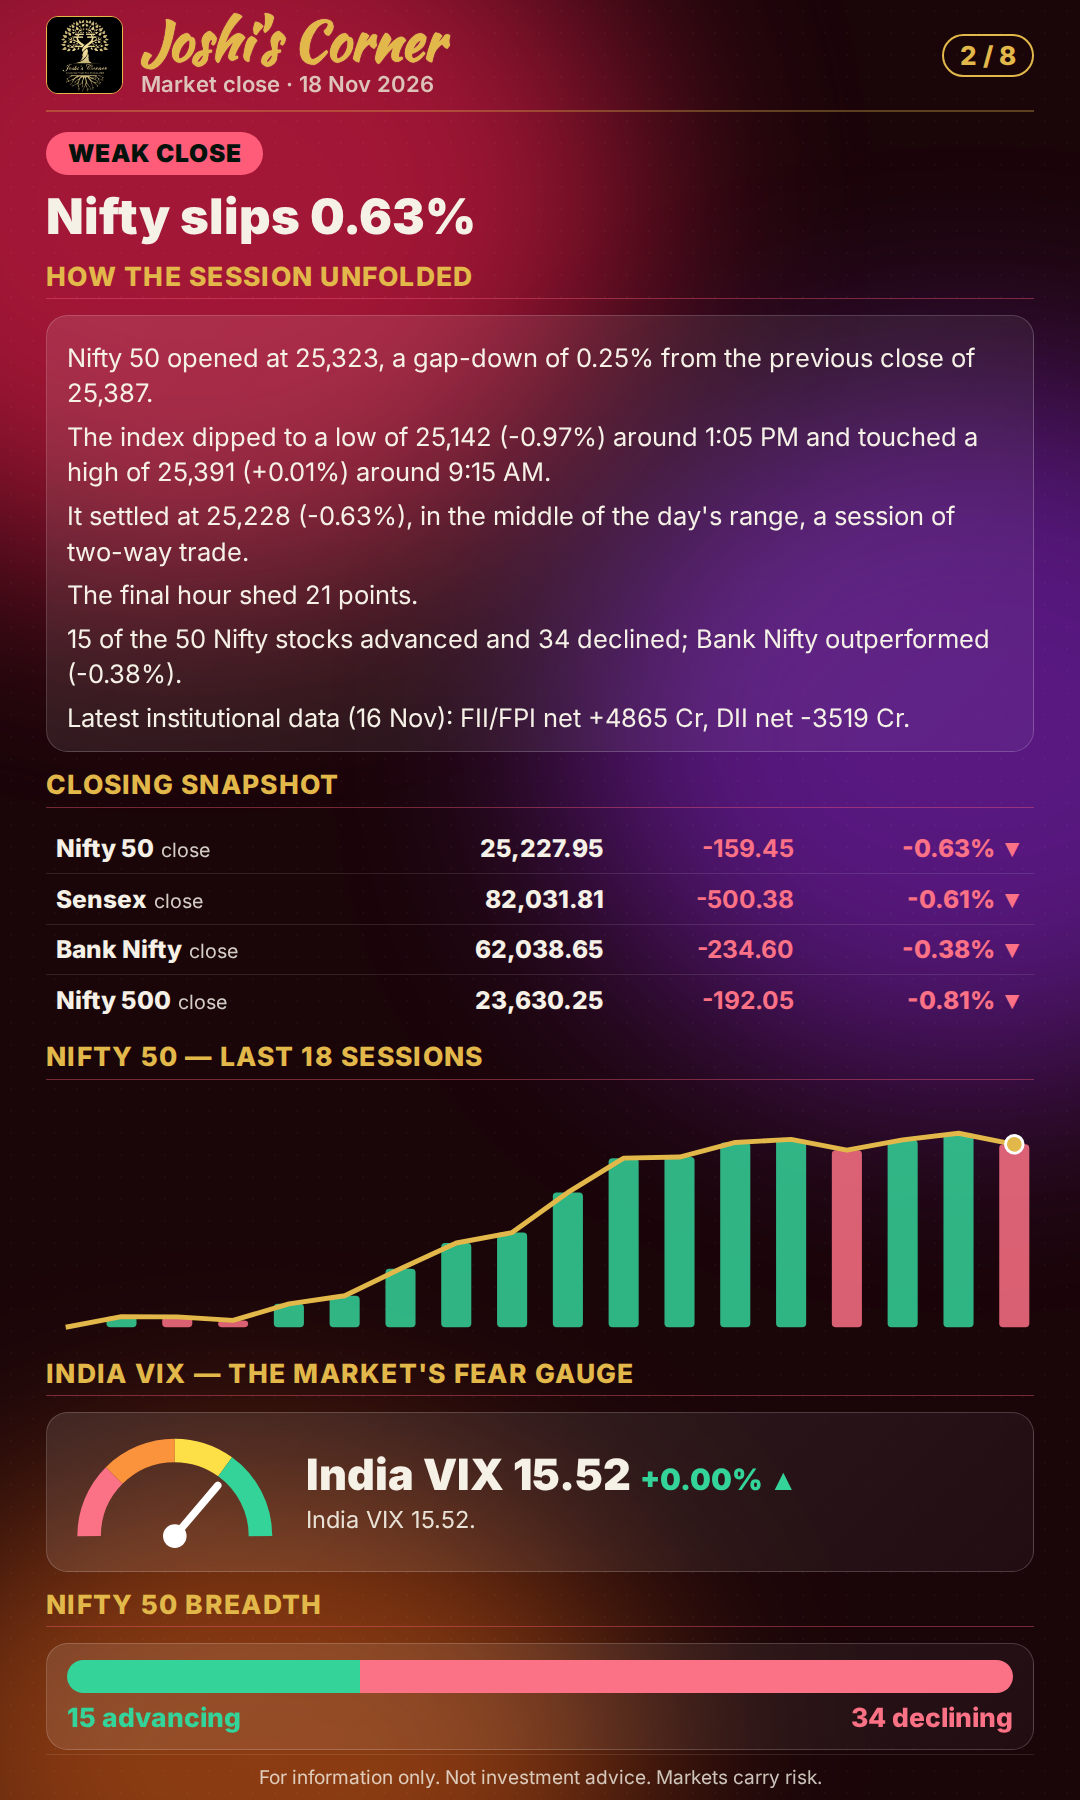 Joshi's Corner
Joshi's Corner
Market close · 18 Nov 2026
2 / 8
WEAK CLOSE
Nifty slips 0.63%
HOW THE SESSION UNFOLDED
Nifty 50 opened at 25,323, a gap-down of 0.25% from the previous close of
25,387.
The index dipped to a low of 25,142 (-0.97%) around 1:05 PM and touched a
high of 25,391 (+0.01%) around 9:15 AM.
It settled at 25,228 (-0.63%), in the middle of the day's range, a session of
two-way trade.
The final hour shed 21 points.
15 of the 50 Nifty stocks advanced and 34 declined; Bank Nifty outperformed
(-0.38%).
Latest institutional data (16 Nov): FII/FPI net +4865 Cr, DII net -3519 Cr.
CLOSING SNAPSHOT
Nifty 50 close 25,227.95 -159.45 -0.63% ▼
Sensex close 82,031.81 -500.38 -0.61% ▼
Bank Nifty close 62,038.65 -234.60 -0.38% ▼
Nifty 500 close 23,630.25 -192.05 -0.81% ▼
NIFTY 50 — LAST 18 SESSIONS
INDIA VIX — THE MARKET'S FEAR GAUGE
India VIX 15.52 +0.00% ▲
India VIX 15.52.
NIFTY 50 BREADTH
15 advancing
34 declining
For information only. Not investment advice. Markets carry risk.